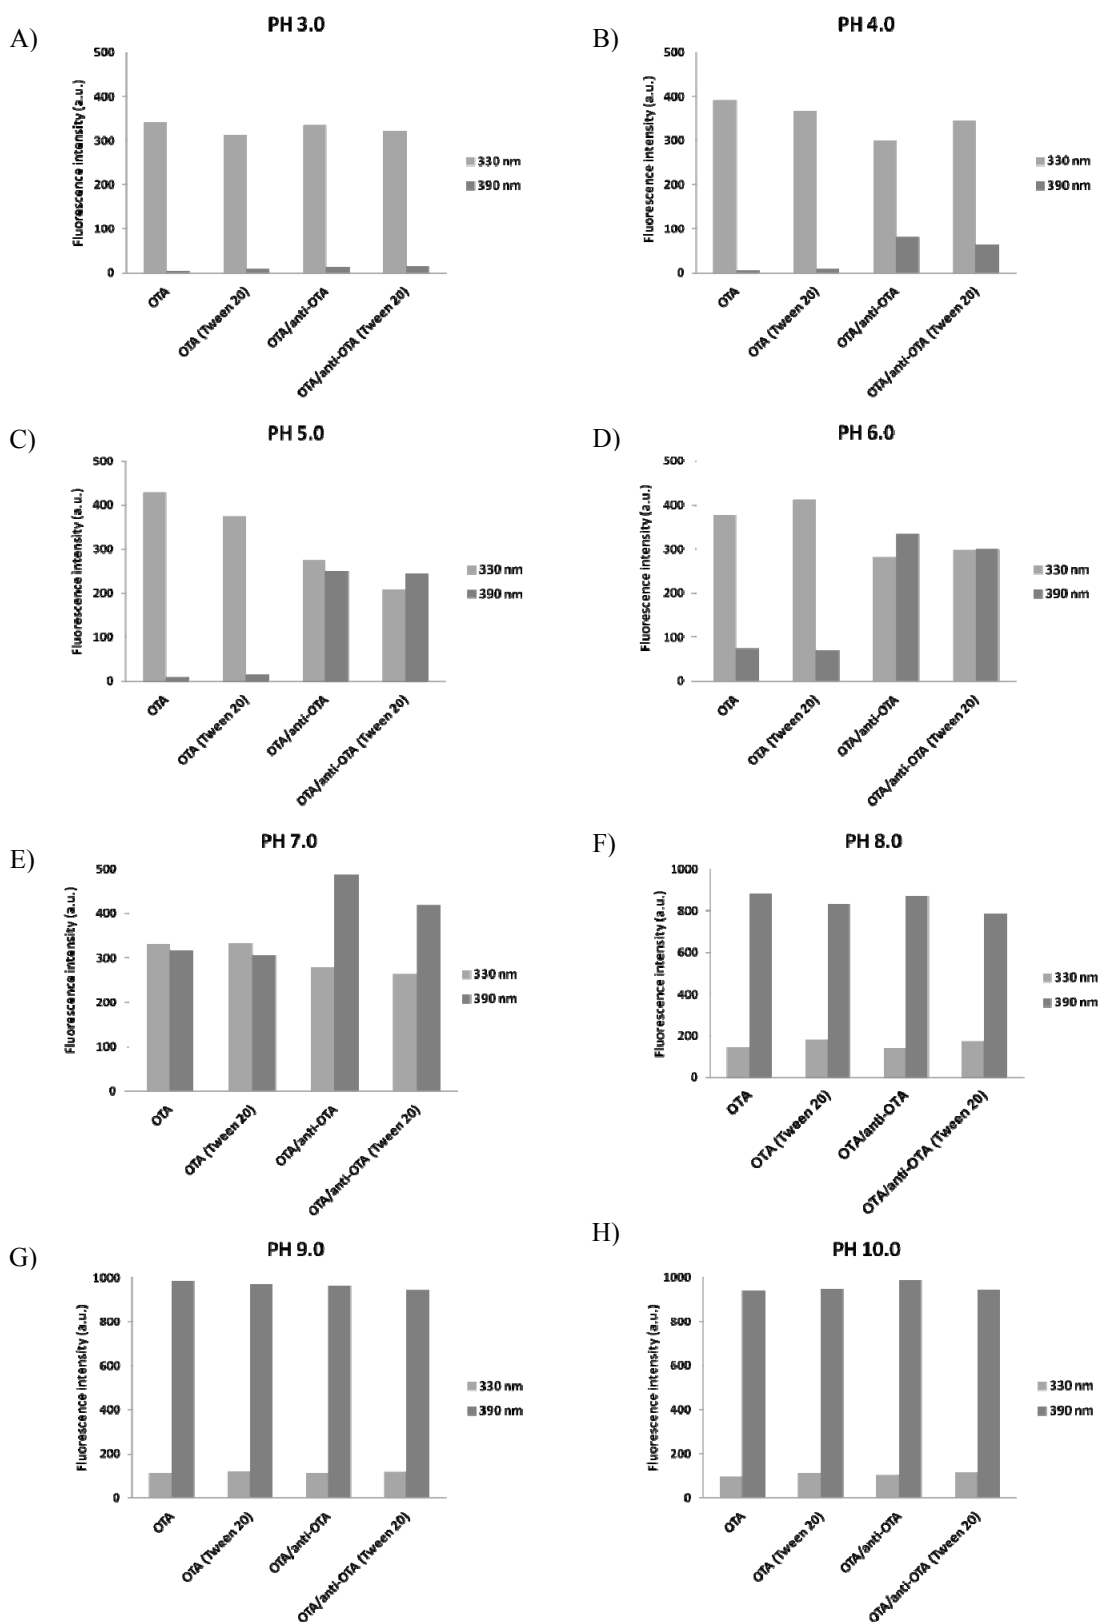 A)
PH 3.0
Fluorescence intensity (a.u.)
500
400
300
200
100
0
OTA
OTA (Tween 20)
OTA/anti-OTA
OTA/anti-OTA (Tween 20)
330 nm
390 nm
B)
PH 4.0
Fluorescence intensity (a.u.)
500
400
300
200
100
0
OTA
OTA (Tween 20)
OTA/anti-OTA
OTA/anti-OTA (Tween 20)
330 nm
390 nm
C)
PH 5.0
Fluorescence intensity (a.u.)
500
400
300
200
100
0
OTA
OTA (Tween 20)
OTA/anti-OTA
OTA/anti-OTA (Tween 20)
330 nm
390 nm
D)
PH 6.0
Fluorescence intensity (a.u.)
500
400
300
200
100
0
OTA
OTA (Tween 20)
OTA/anti-OTA
OTA/anti-OTA (Tween 20)
330 nm
390 nm
E)
PH 7.0
Fluorescence intensity (a.u.)
500
400
300
200
100
0
OTA
OTA (Tween 20)
OTA/anti-OTA
OTA/anti-OTA (Tween 20)
330 nm
390 nm
F)
PH 8.0
Fluorescence intensity (a.u.)
1000
800
600
400
200
0
OTA
OTA (Tween 20)
OTA/anti-OTA
OTA/anti-OTA (Tween 20)
330 nm
390 nm
G)
PH 9.0
Fluorescence intensity (a.u.)
1000
800
600
400
200
0
OTA
OTA (Tween 20)
OTA/anti-OTA
OTA/anti-OTA (Tween 20)
330 nm
390 nm
H)
PH 10.0
Fluorescence intensity (a.u.)
1000
800
600
400
200
0
OTA
OTA (Tween 20)
OTA/anti-OTA
OTA/anti-OTA (Tween 20)
330 nm
390 nm